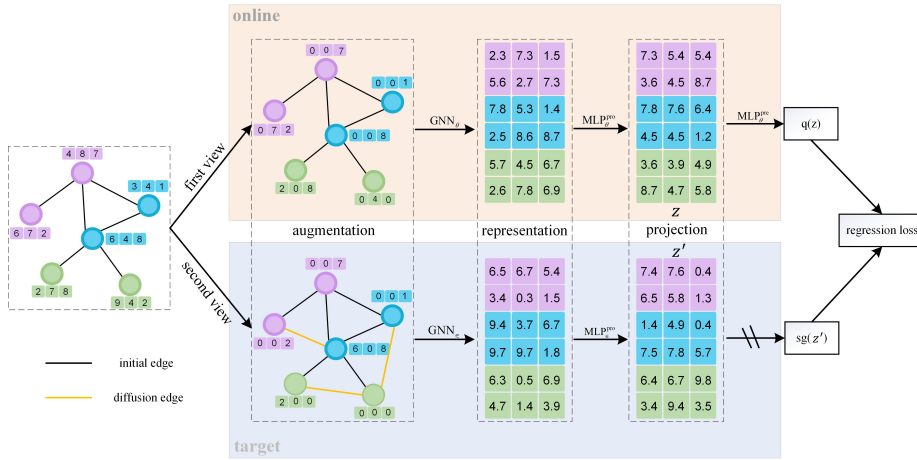 online
0 0 7
0 0 1
0 7 2
0 0 8
2 0 8
0 4 0
augmentation
first view
second view
4 8 7
3 4 1
6 7 2
6 4 8
2 7 8
9 4 2
initial edge
diffusion edge
GNNθ
2.3 7.3 1.5
5.6 2.7 7.3
7.8 5.3 1.4
2.5 8.6 8.7
5.7 4.5 6.7
2.6 7.8 6.9
representation
MLPθ^pro
7.3 5.4 5.4
3.6 4.5 8.7
7.8 7.6 6.4
4.5 4.5 1.2
3.6 3.9 4.9
8.7 4.7 5.8
z
projection
z'
MLPθ^pre
q(z)
regression loss
sg(z')
0 0 7
0 0 1
0 0 2
6 0 8
2 0 0
0 0 0
GNN
6.5 6.7 5.4
3.4 0.3 1.5
9.4 3.7 6.7
9.7 9.7 1.8
6.3 0.5 6.9
4.7 1.4 3.9
MLP^pro
7.4 7.6 0.4
6.5 5.8 1.3
1.4 4.9 0.4
7.5 7.8 5.7
6.4 6.7 9.8
3.4 9.4 3.5
target